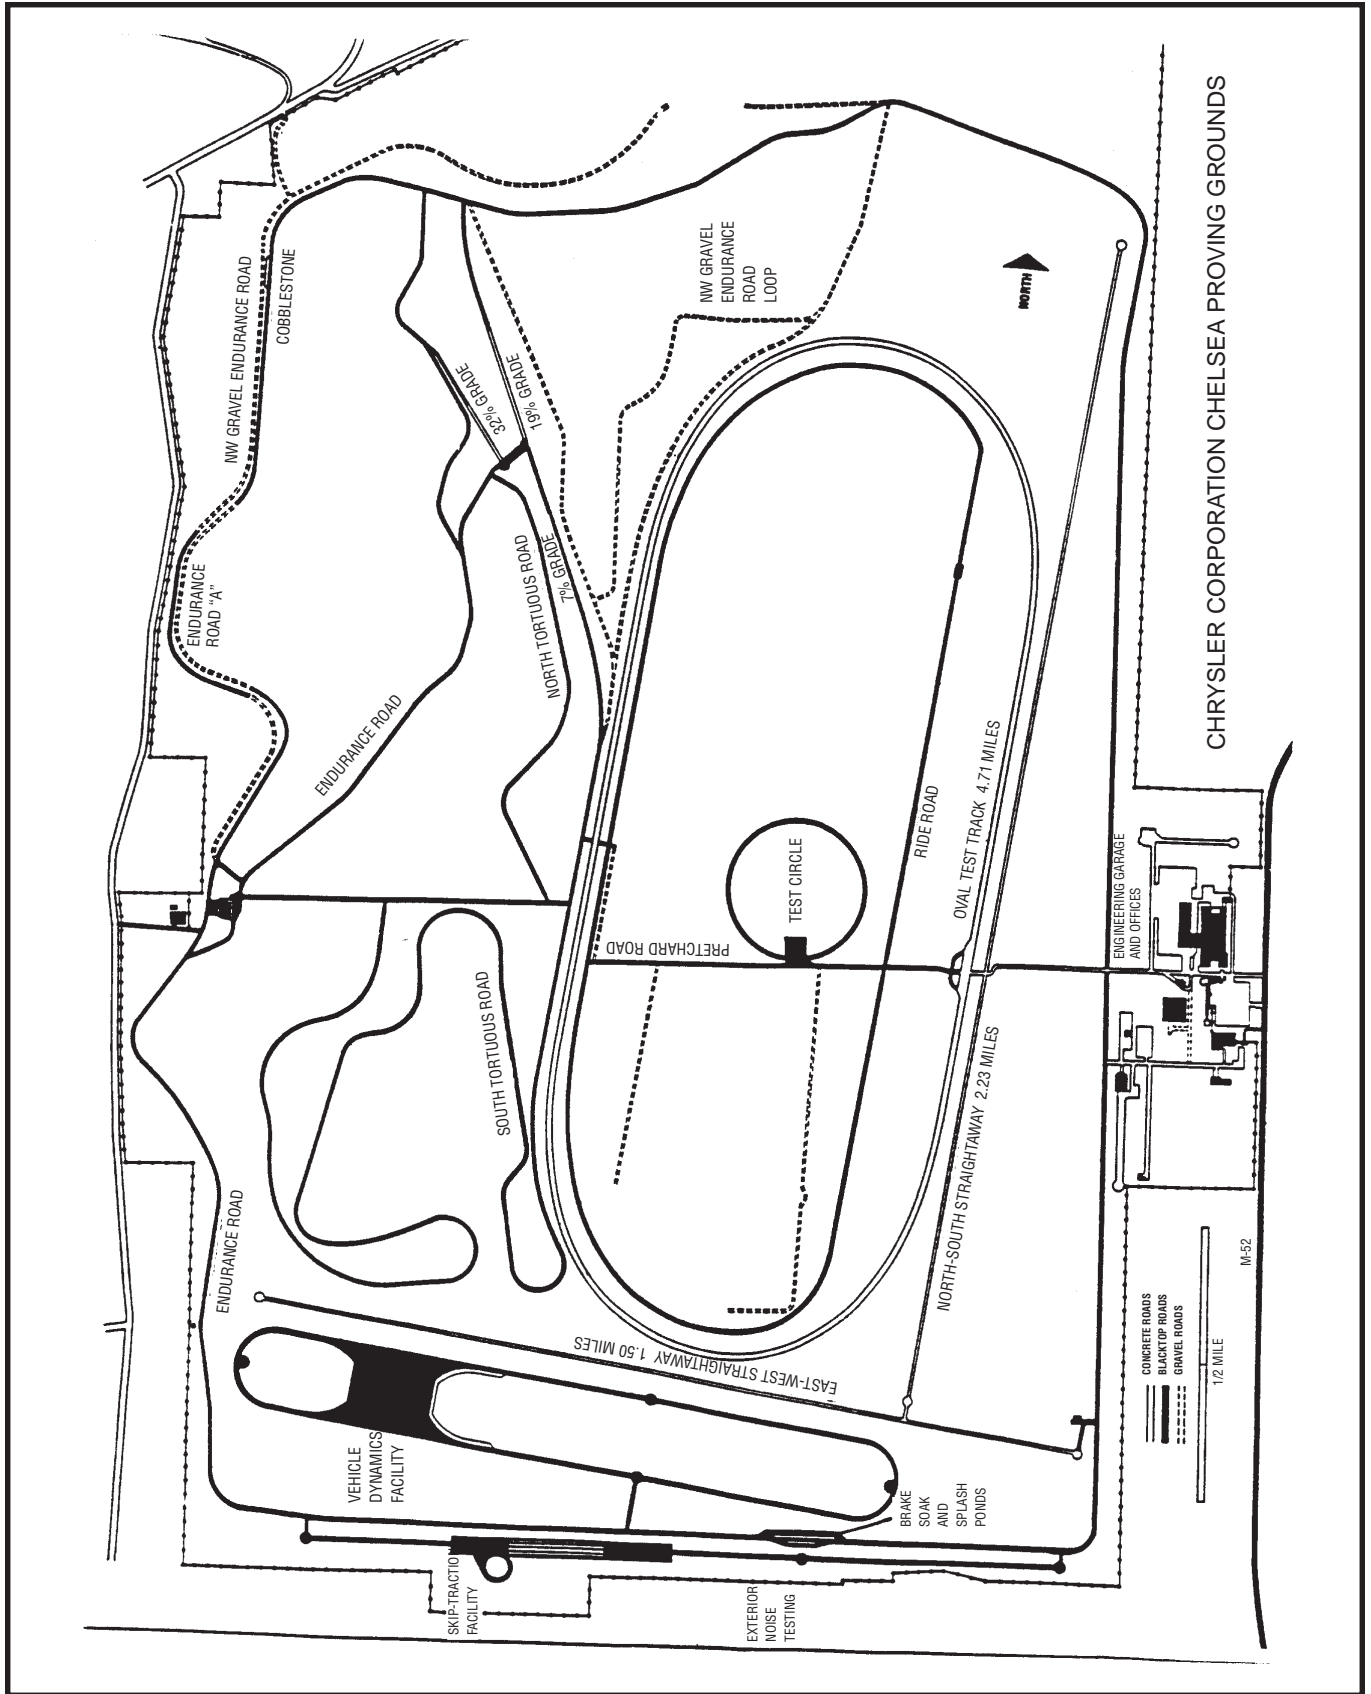 CHRYSLER CORPORATION CHELSEA PROVING GROUNDS
NORTH
NW GRAVEL ENDURANCE ROAD
COBBLESTONE
ENDURANCE
ROAD "A"
ENDURANCE ROAD
32% GRADE
19% GRADE
7% GRADE
NORTH TORTUOUS ROAD
NW GRAVEL
ENDURANCE
ROAD
LOOP
TEST CIRCLE
RIDE ROAD
OVAL TEST TRACK 4.71 MILES
PRETCHARD ROAD
ENGINEERING GARAGE
AND OFFICES
SOUTH TORTUOUS ROAD
NORTH-SOUTH STRAIGHTAWAY 2.23 MILES
ENDURANCE ROAD
EAST-WEST STRAIGHTAWAY 1.50 MILES
VEHICLE
DYNAMICS
FACILITY
BRAKE
SOAK
AND
SPLASH
PONDS
SKIP-TRACTIO
FACILITY
EXTERIOR
NOISE
TESTING
CONCRETE ROADS
BLACKTOP ROADS
GRAVEL ROADS
1/2 MILE
M-52